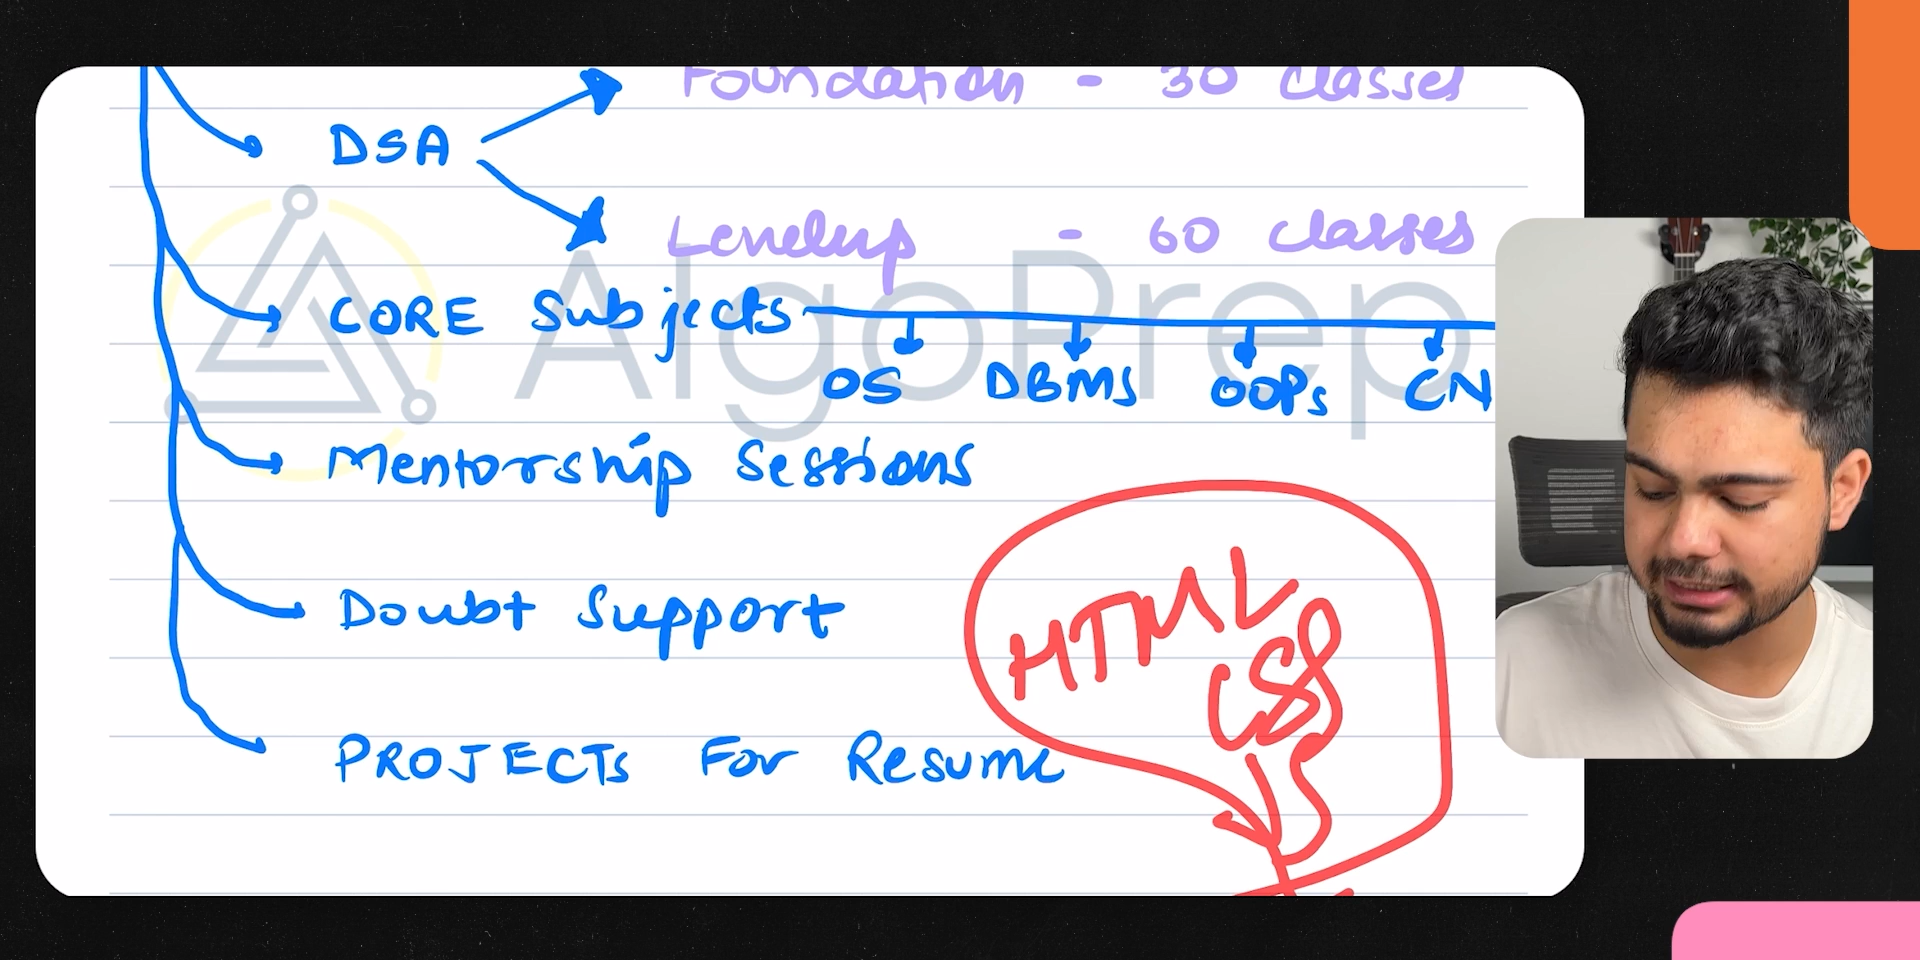 Foundation - 30 classes
DSA
Levelup - 60 classes
AlgoPrep
CORE Subjects
OS DBMS OOPs CN
Mentorship Sessions
HTML
CSS
Doubt Support
JS
PROJECTs For Resume